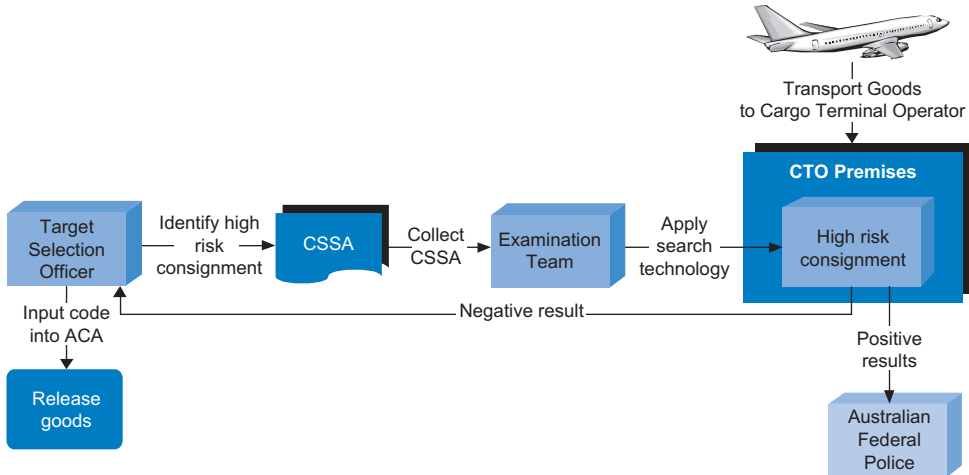 Transport Goods
to Cargo Terminal Operator
CTO Premises
Target
Selection
Officer
Identify high
risk
consignment
CSSA
Collect
CSSA
Examination
Team
Apply
search
technology
High risk
consignment
Negative result
Input code
into ACA
Positive
results
Release
goods
Australian
Federal
Police